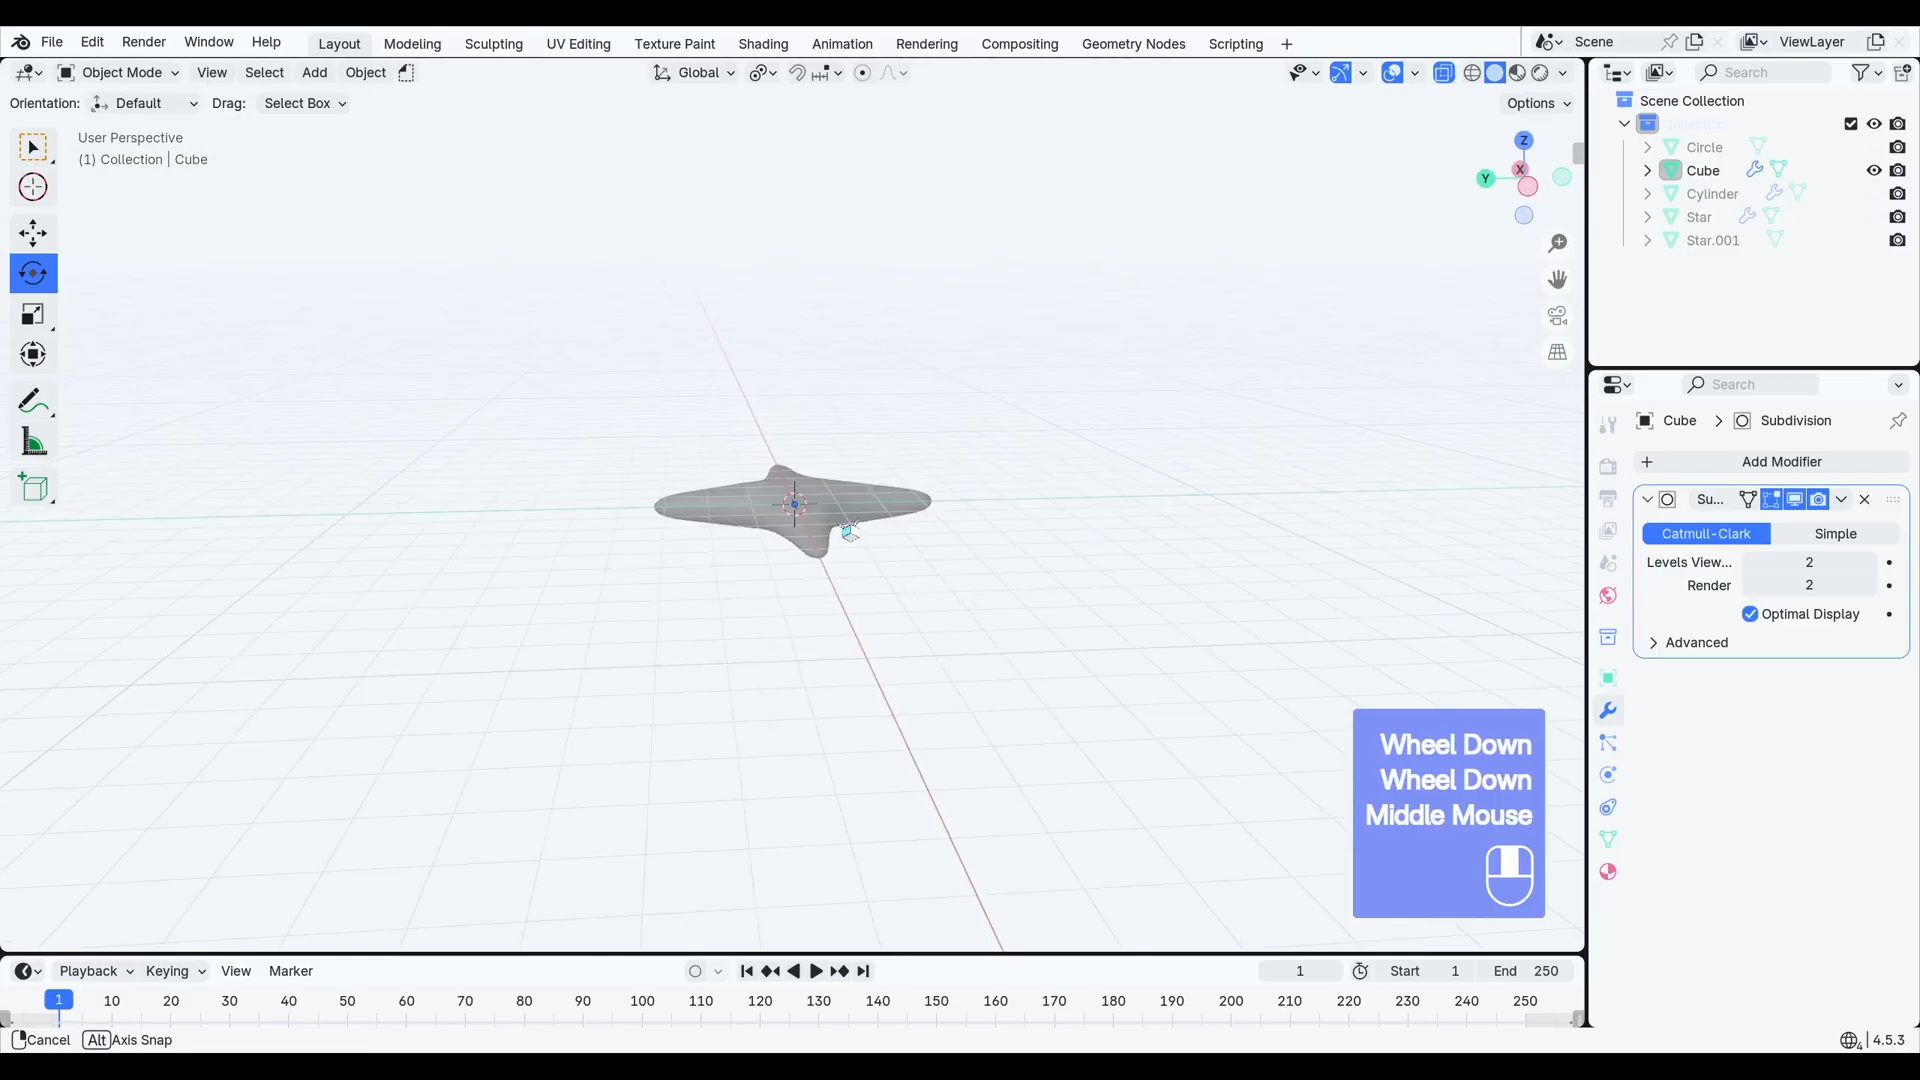 File Edit Render Window Help Layout Modeling Sculpting UV Editing Texture Paint Shading Animation Rendering Compositing Geometry Nodes Scripting + Scene ViewLayer
Object Mode View Select Add Object Global Search
Orientation: Default Drag: Select Box Options
User Perspective
(1) Collection | Cube
Z
X
Y
Scene Collection
Collection
Circle
Cube
Cylinder
Star
Star.001
Search
Cube > Subdivision
+ Add Modifier
Su...
Catmull-Clark Simple
Levels View... 2
Render 2
Optimal Display
Advanced
Wheel Down
Wheel Down
Middle Mouse
Playback Keying View Marker 1 Start 1 End 250
1 10 20 30 40 50 60 70 80 90 100 110 120 130 140 150 160 170 180 190 200 210 220 230 240 250
Cancel Alt Axis Snap 4 | 4.5.3